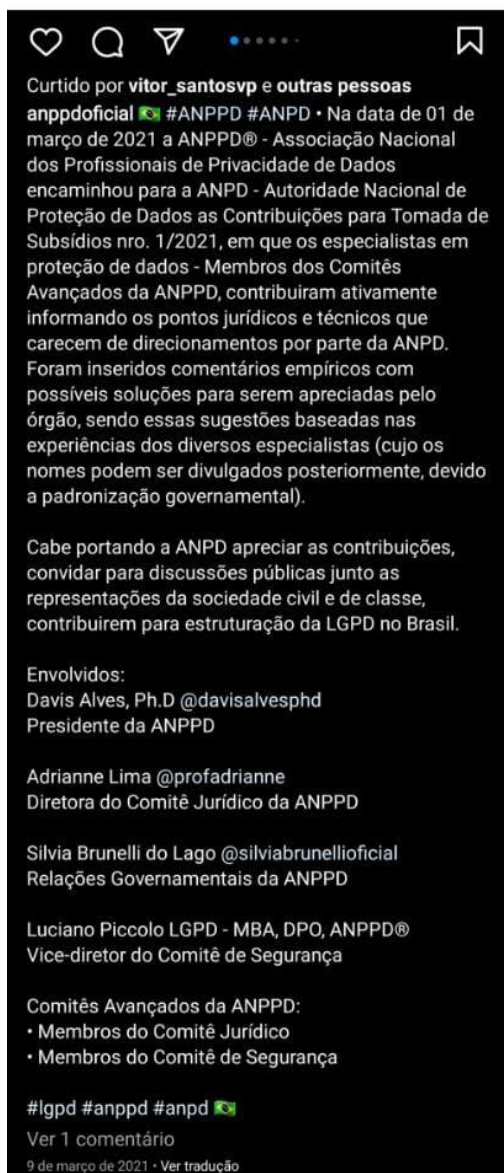 Curtido por vitor_santosvp e outras pessoas
anppdoficial 🇧🇷 #ANPPD #ANPD • Na data de 01 de
março de 2021 a ANPPD® - Associação Nacional
dos Profissionais de Privacidade de Dados
encaminhou para a ANPD - Autoridade Nacional de
Proteção de Dados as Contribuições para Tomada de
Subsídios nro. 1/2021, em que os especialistas em
proteção de dados - Membros dos Comitês
Avançados da ANPPD, contribuiram ativamente
informando os pontos jurídicos e técnicos que
carecem de direcionamentos por parte da ANPD.
Foram inseridos comentários empíricos com
possíveis soluções para serem apreciadas pelo
órgão, sendo essas sugestões baseadas nas
experiências dos diversos especialistas (cujo os
nomes podem ser divulgados posteriormente, devido
a padronização governamental).
Cabe portando a ANPD apreciar as contribuições,
convidar para discussões públicas junto as
representações da sociedade civil e de classe,
contribuirem para estruturação da LGPD no Brasil.
Envolvidos:
Davis Alves, Ph.D @davisalvesphd
Presidente da ANPPD
Adrianne Lima @profadrianne
Diretora do Comitê Jurídico da ANPPD
Silvia Brunelli do Lago @silviabrunellioficial
Relações Governamentais da ANPPD
Luciano Piccolo LGPD - MBA, DPO, ANPPD®
Vice-diretor do Comitê de Segurança
Comitês Avançados da ANPPD:
• Membros do Comitê Jurídico
• Membros do Comitê de Segurança
#lgpd #anppd #anpd 🇧🇷
Ver 1 comentário
9 de março de 2021 • Ver tradução